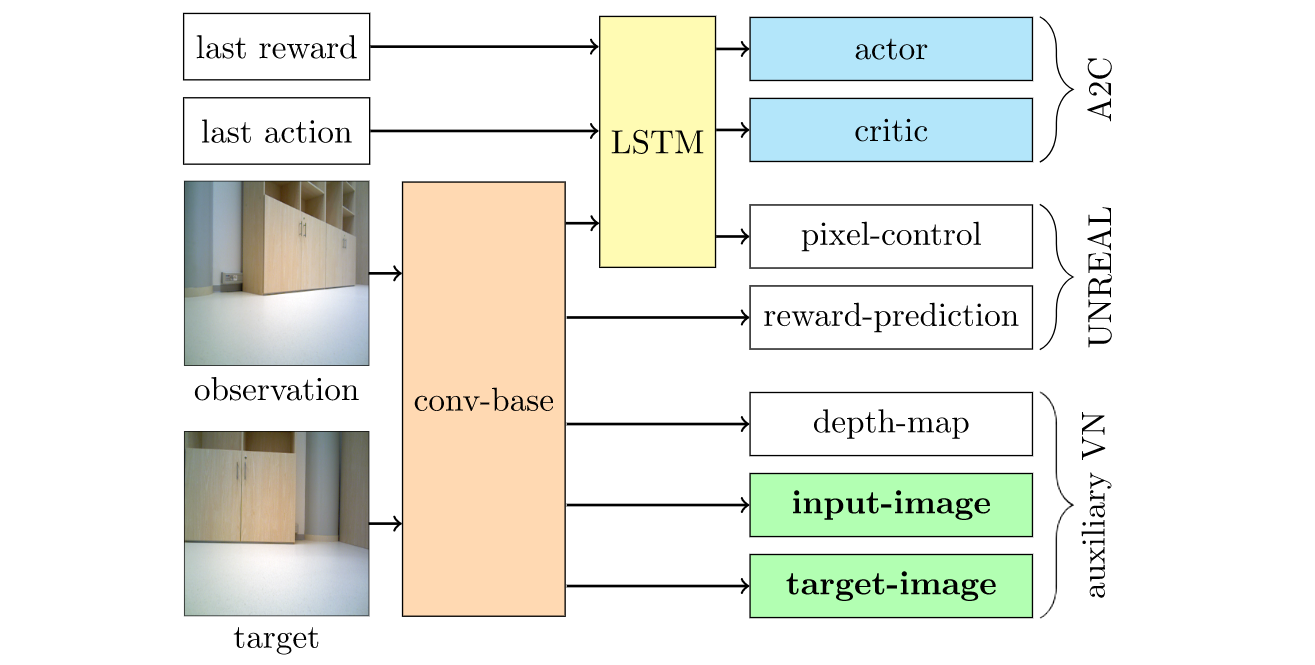 last reward
last action
observation
target
conv-base
LSTM
actor
critic
pixel-control
reward-prediction
depth-map
input-image
target-image
A2C
UNREAL
auxiliary VN